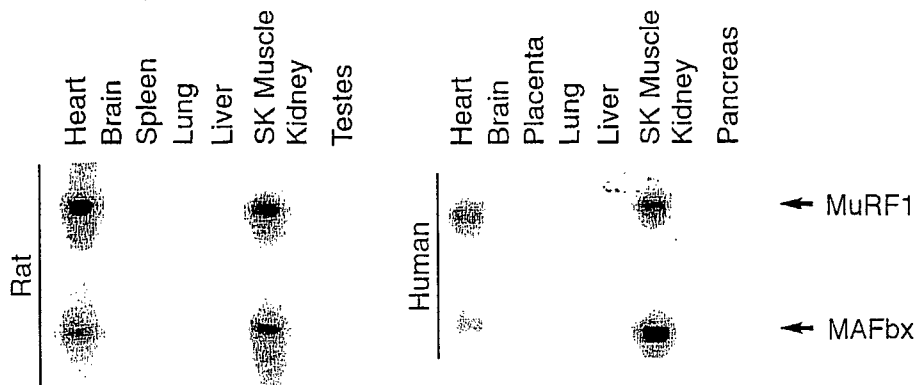 Heart
Brain
Spleen
Lung
Liver
SK Muscle
Kidney
Testes
Heart
Brain
Placenta
Lung
Liver
SK Muscle
Kidney
Pancreas
Rat
Human
MuRF1
MAFbx